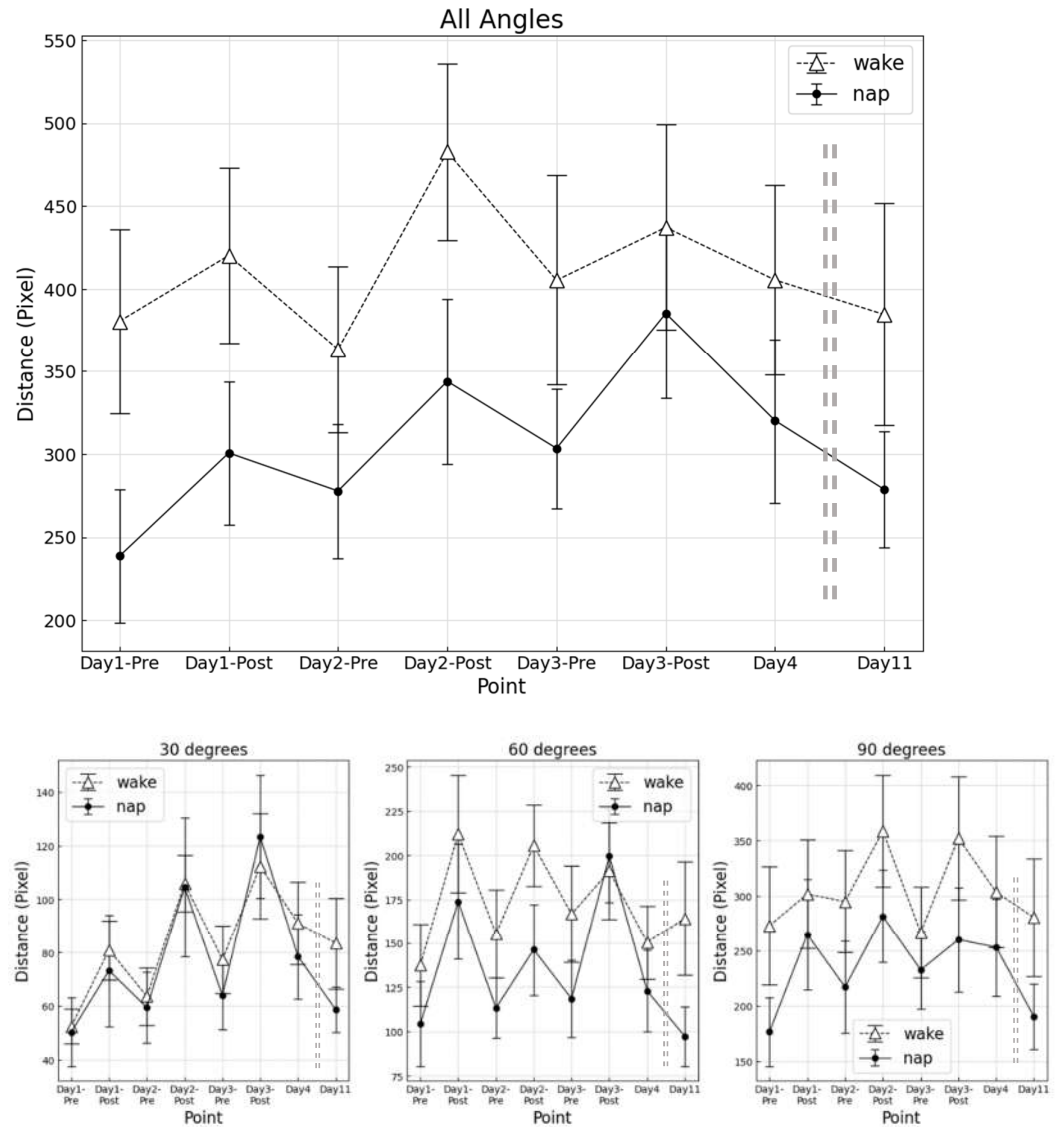 All Angles
550
500
450
400
350
300
250
200
Distance (Pixel)
wake
nap
Day1-Pre Day1-Post Day2-Pre Day2-Post Day3-Pre Day3-Post Day4 Day11
Point
30 degrees
140
120
100
80
60
40
Distance (Pixel)
wake
nap
Day1-Pre Day1-Post Day2-Pre Day2-Post Day3-Pre Day3-Post Day4 Day11
Point
60 degrees
250
225
200
175
150
125
100
75
Distance (Pixel)
wake
nap
Day1-Pre Day1-Post Day2-Pre Day2-Post Day3-Pre Day3-Post Day4 Day11
Point
90 degrees
400
350
300
250
200
150
Distance (Pixel)
wake
nap
Day1-Pre Day1-Post Day2-Pre Day2-Post Day3-Pre Day3-Post Day4 Day11
Point